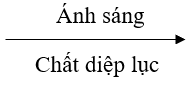 Ánh sáng
Chất diệp lục